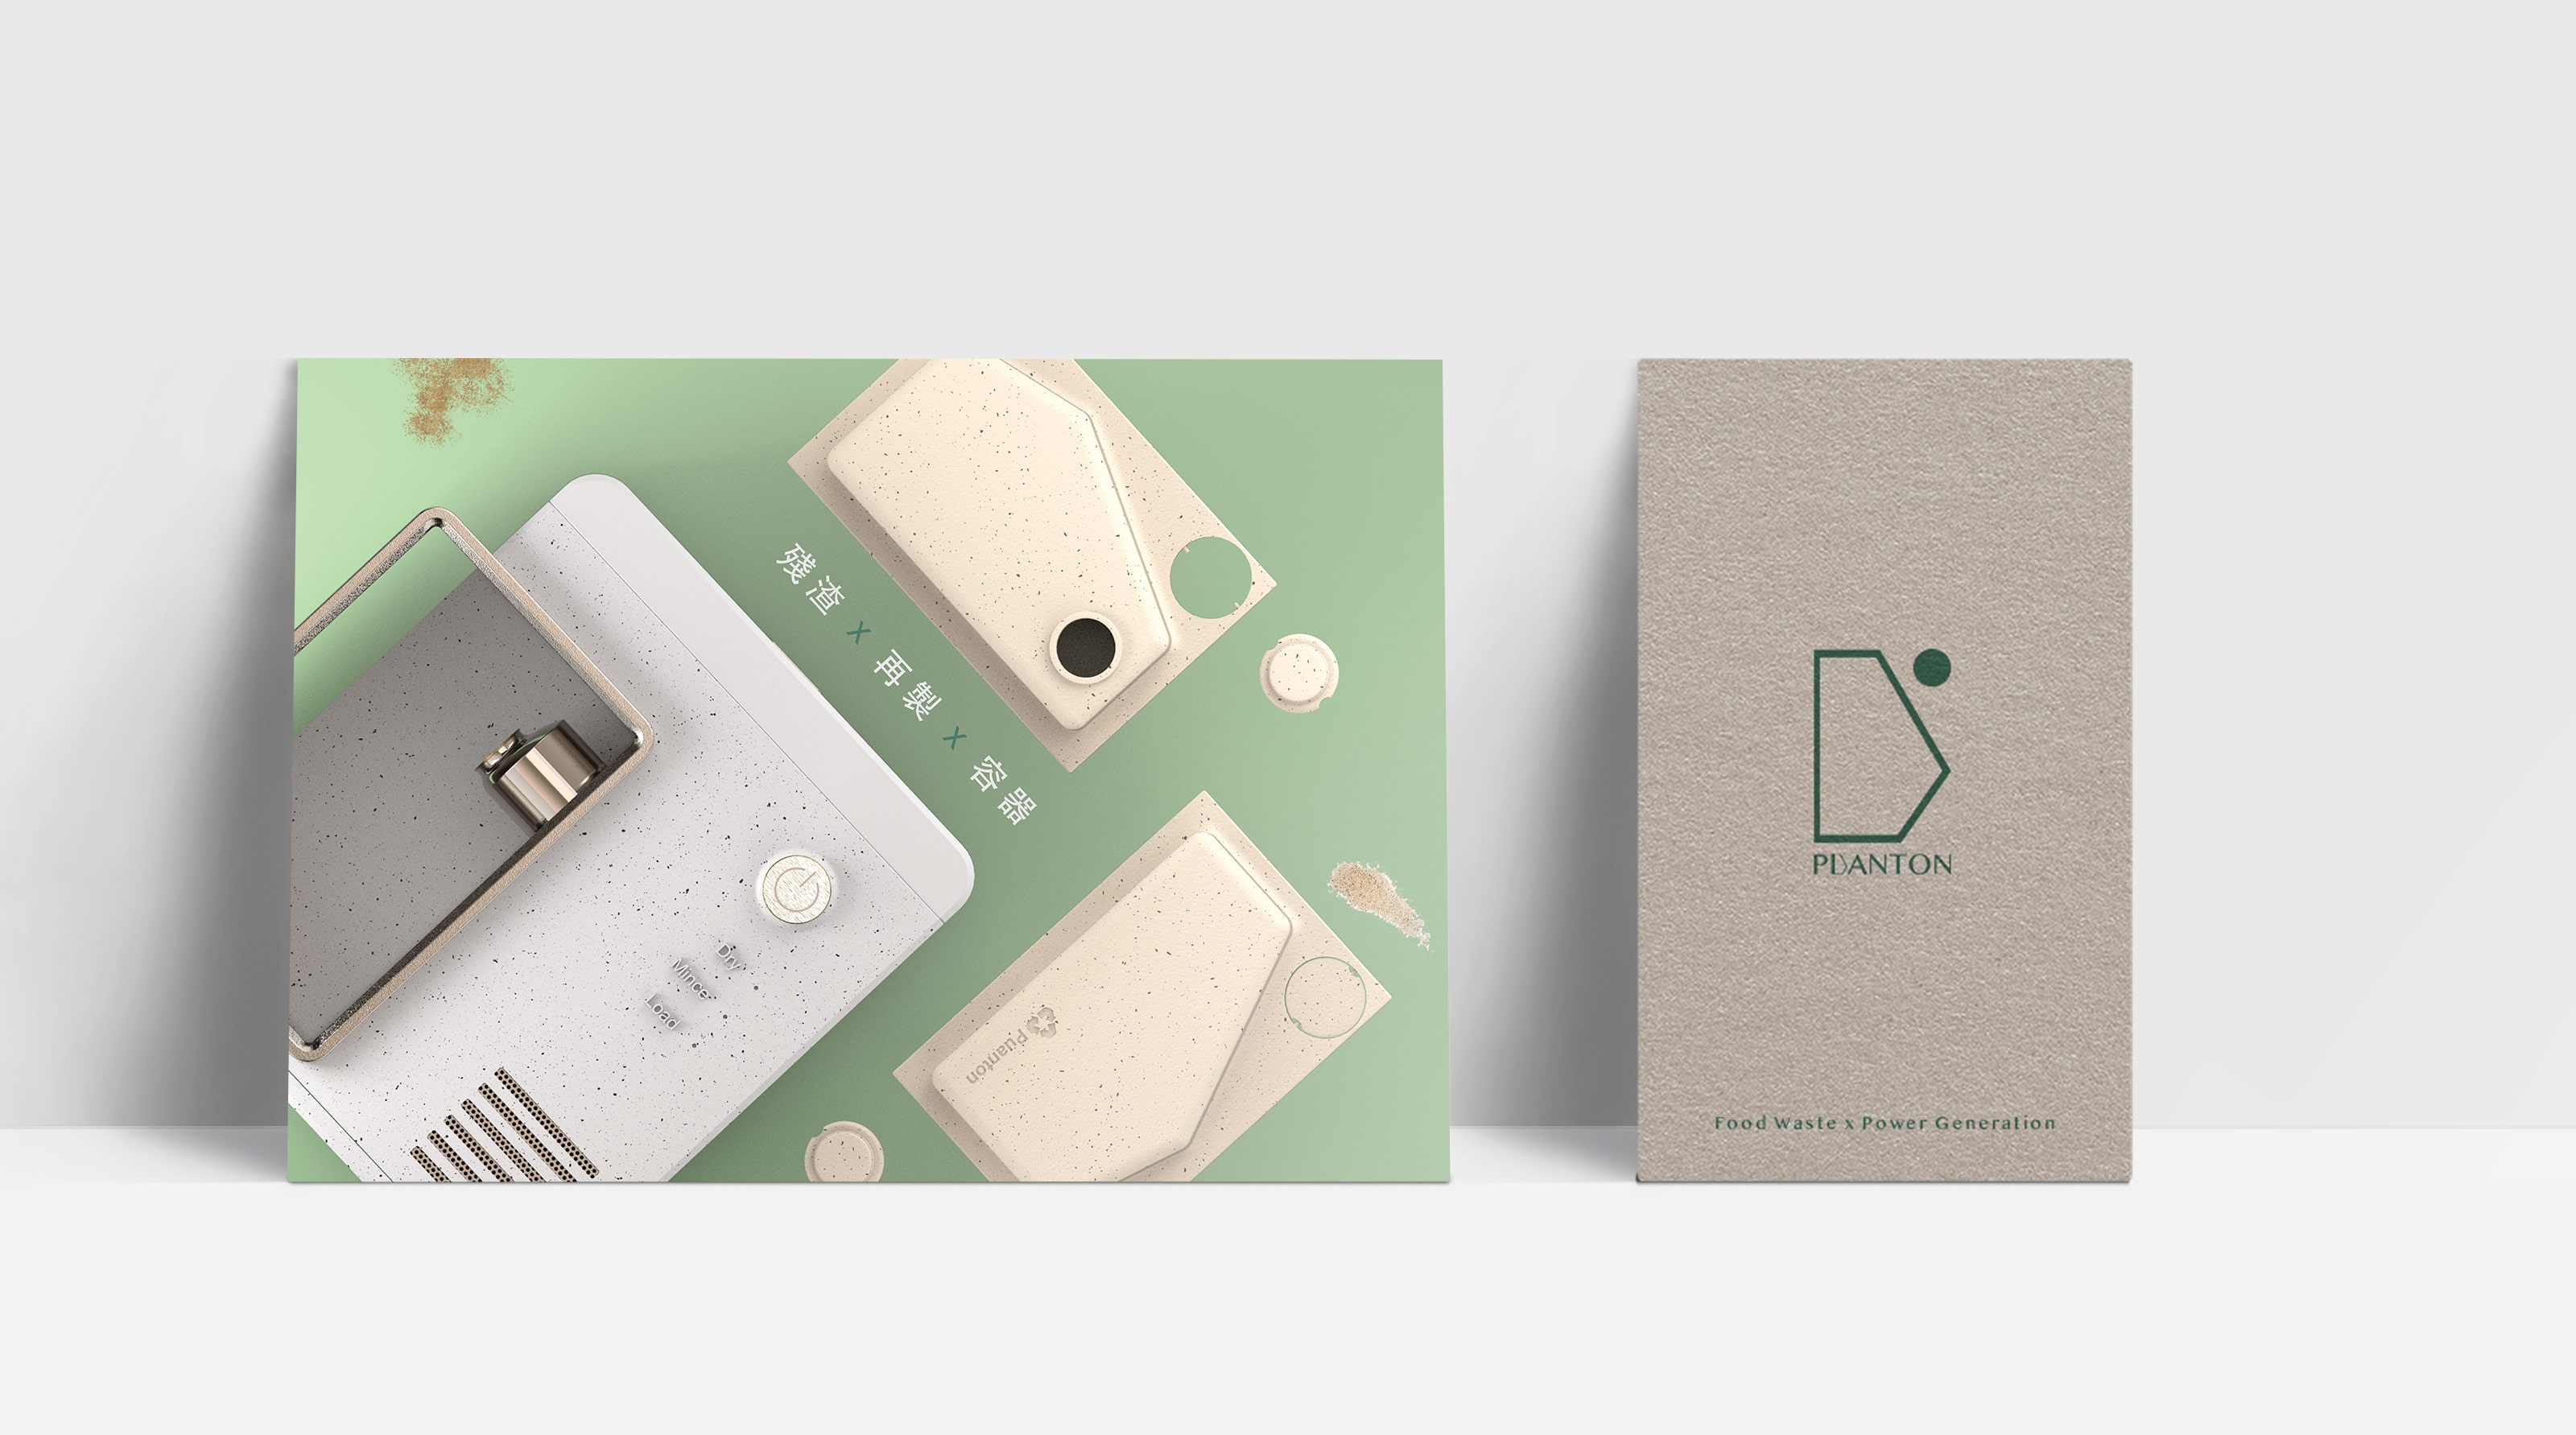 殘渣 X 再製 X 容器
Dry
Mince
Load
Planton
PLANTON
Food Waste x Power Generation